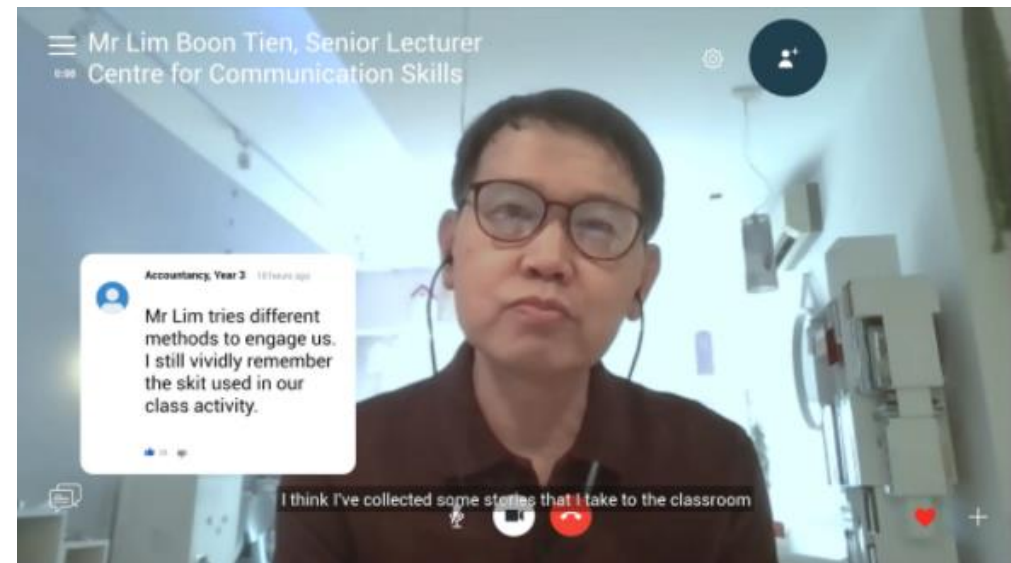 Mr Lim Boon Tien, Senior Lecturer
Centre for Communication Skills
Accountancy, Year 3
Mr Lim tries different
methods to engage us.
I still vividly remember
the skit used in our
class activity.
I think I've collected some stories that I take to the classroom